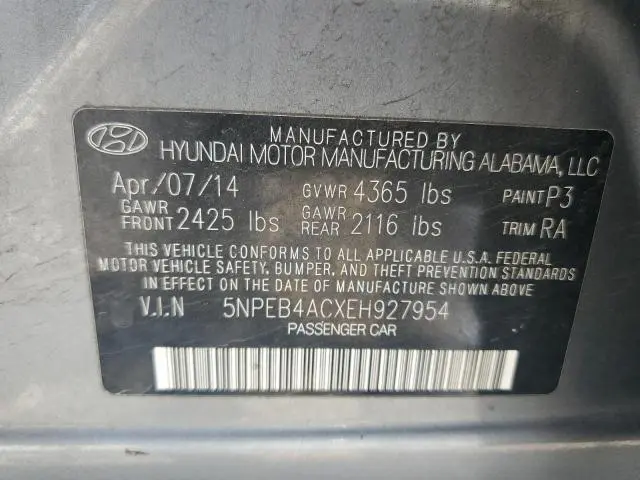 MANUFACTURED BY
HYUNDAI MOTOR MANUFACTURING ALABAMA, LLC
Apr/07/14 GVWR 4365 lbs PAINT P3
GAWR FRONT 2425 lbs GAWR REAR 2116 lbs TRIM RA
THIS VEHICLE CONFORMS TO ALL APPLICABLE U.S.A. FEDERAL
MOTOR VEHICLE SAFETY, BUMPER, AND THEFT PREVENTION STANDARDS
IN EFFECT ON THE DATE OF MANUFACTURE SHOWN ABOVE.
V.I.N 5NPEB4ACXEH927954
PASSENGER CAR